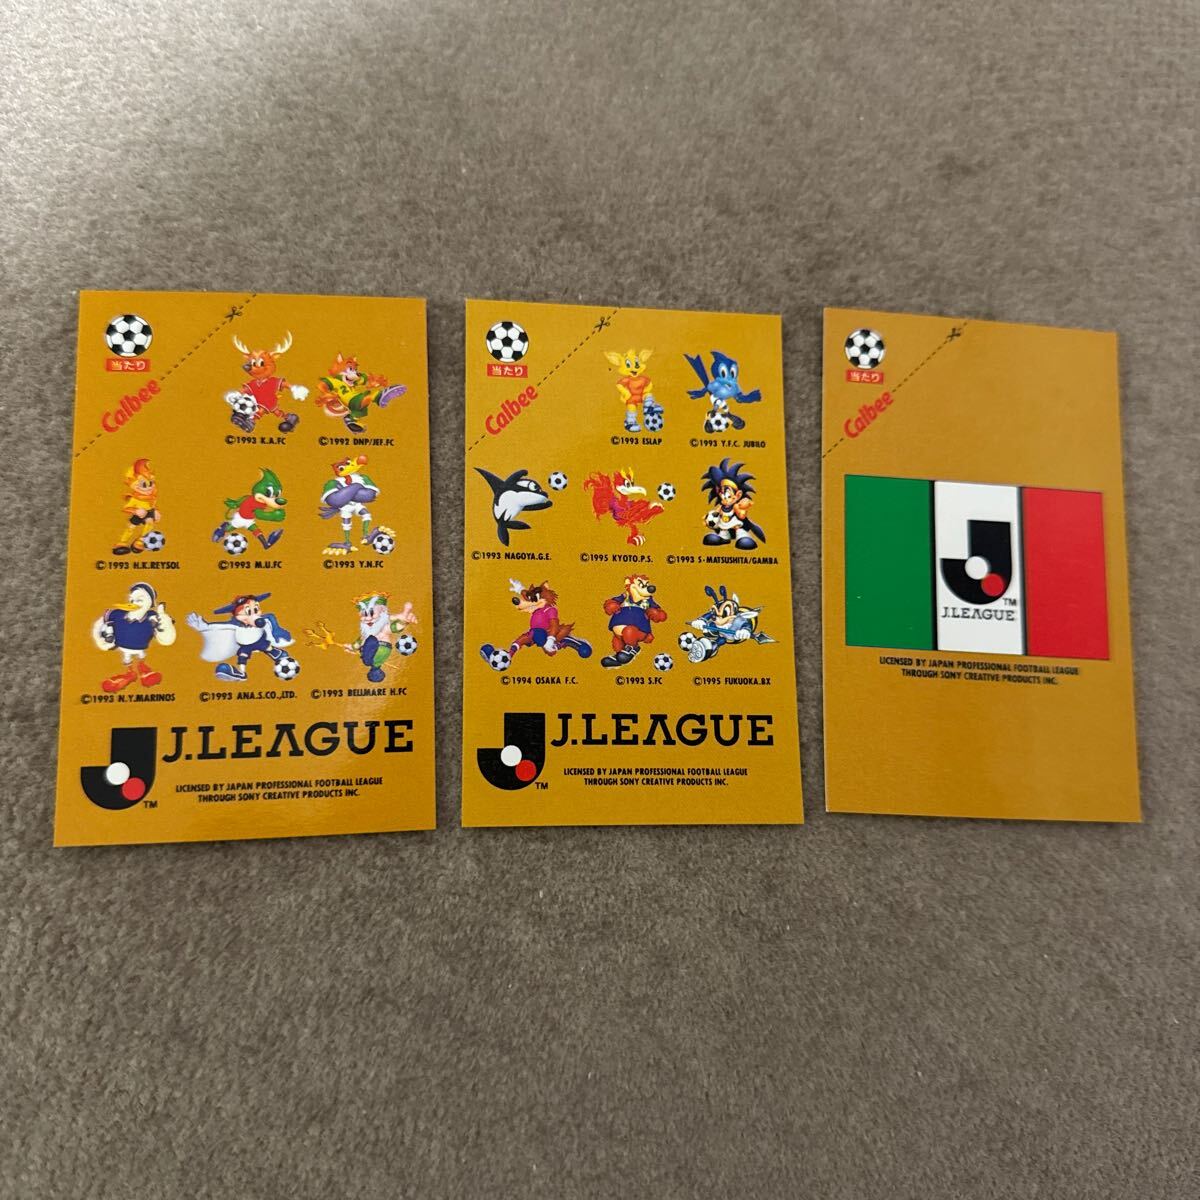 当たり
Calbee
©1993 K.A.FC
©1992 DNP/JEF.FC
©1993 H.K.REYSOL
©1993 M.U.FC
©1993 Y.N.FC
©1993 N.Y.MARINOS
©1993 ANA.S.CO.,LTD.
©1993 BELLMARE H.FC
J.LEAGUE
TM
LICENSED BY JAPAN PROFESSIONAL FOOTBALL LEAGUE
THROUGH SONY CREATIVE PRODUCTS INC.
当たり
Calbee
©1993 ESLAP
©1993 Y.F.C. JUBILO
©1993 NAGOYA.G.E.
©1995 KYOTO.P.S.
©1993 S-MATSUSHITA/GAMBA
©1994 OSAKA F.C.
©1993 S.FC
©1995 FUKUOKA.BX
J.LEAGUE
TM
LICENSED BY JAPAN PROFESSIONAL FOOTBALL LEAGUE
THROUGH SONY CREATIVE PRODUCTS INC.
当たり
Calbee
TM
J.LEAGUE
LICENSED BY JAPAN PROFESSIONAL FOOTBALL LEAGUE
THROUGH SONY CREATIVE PRODUCTS INC.